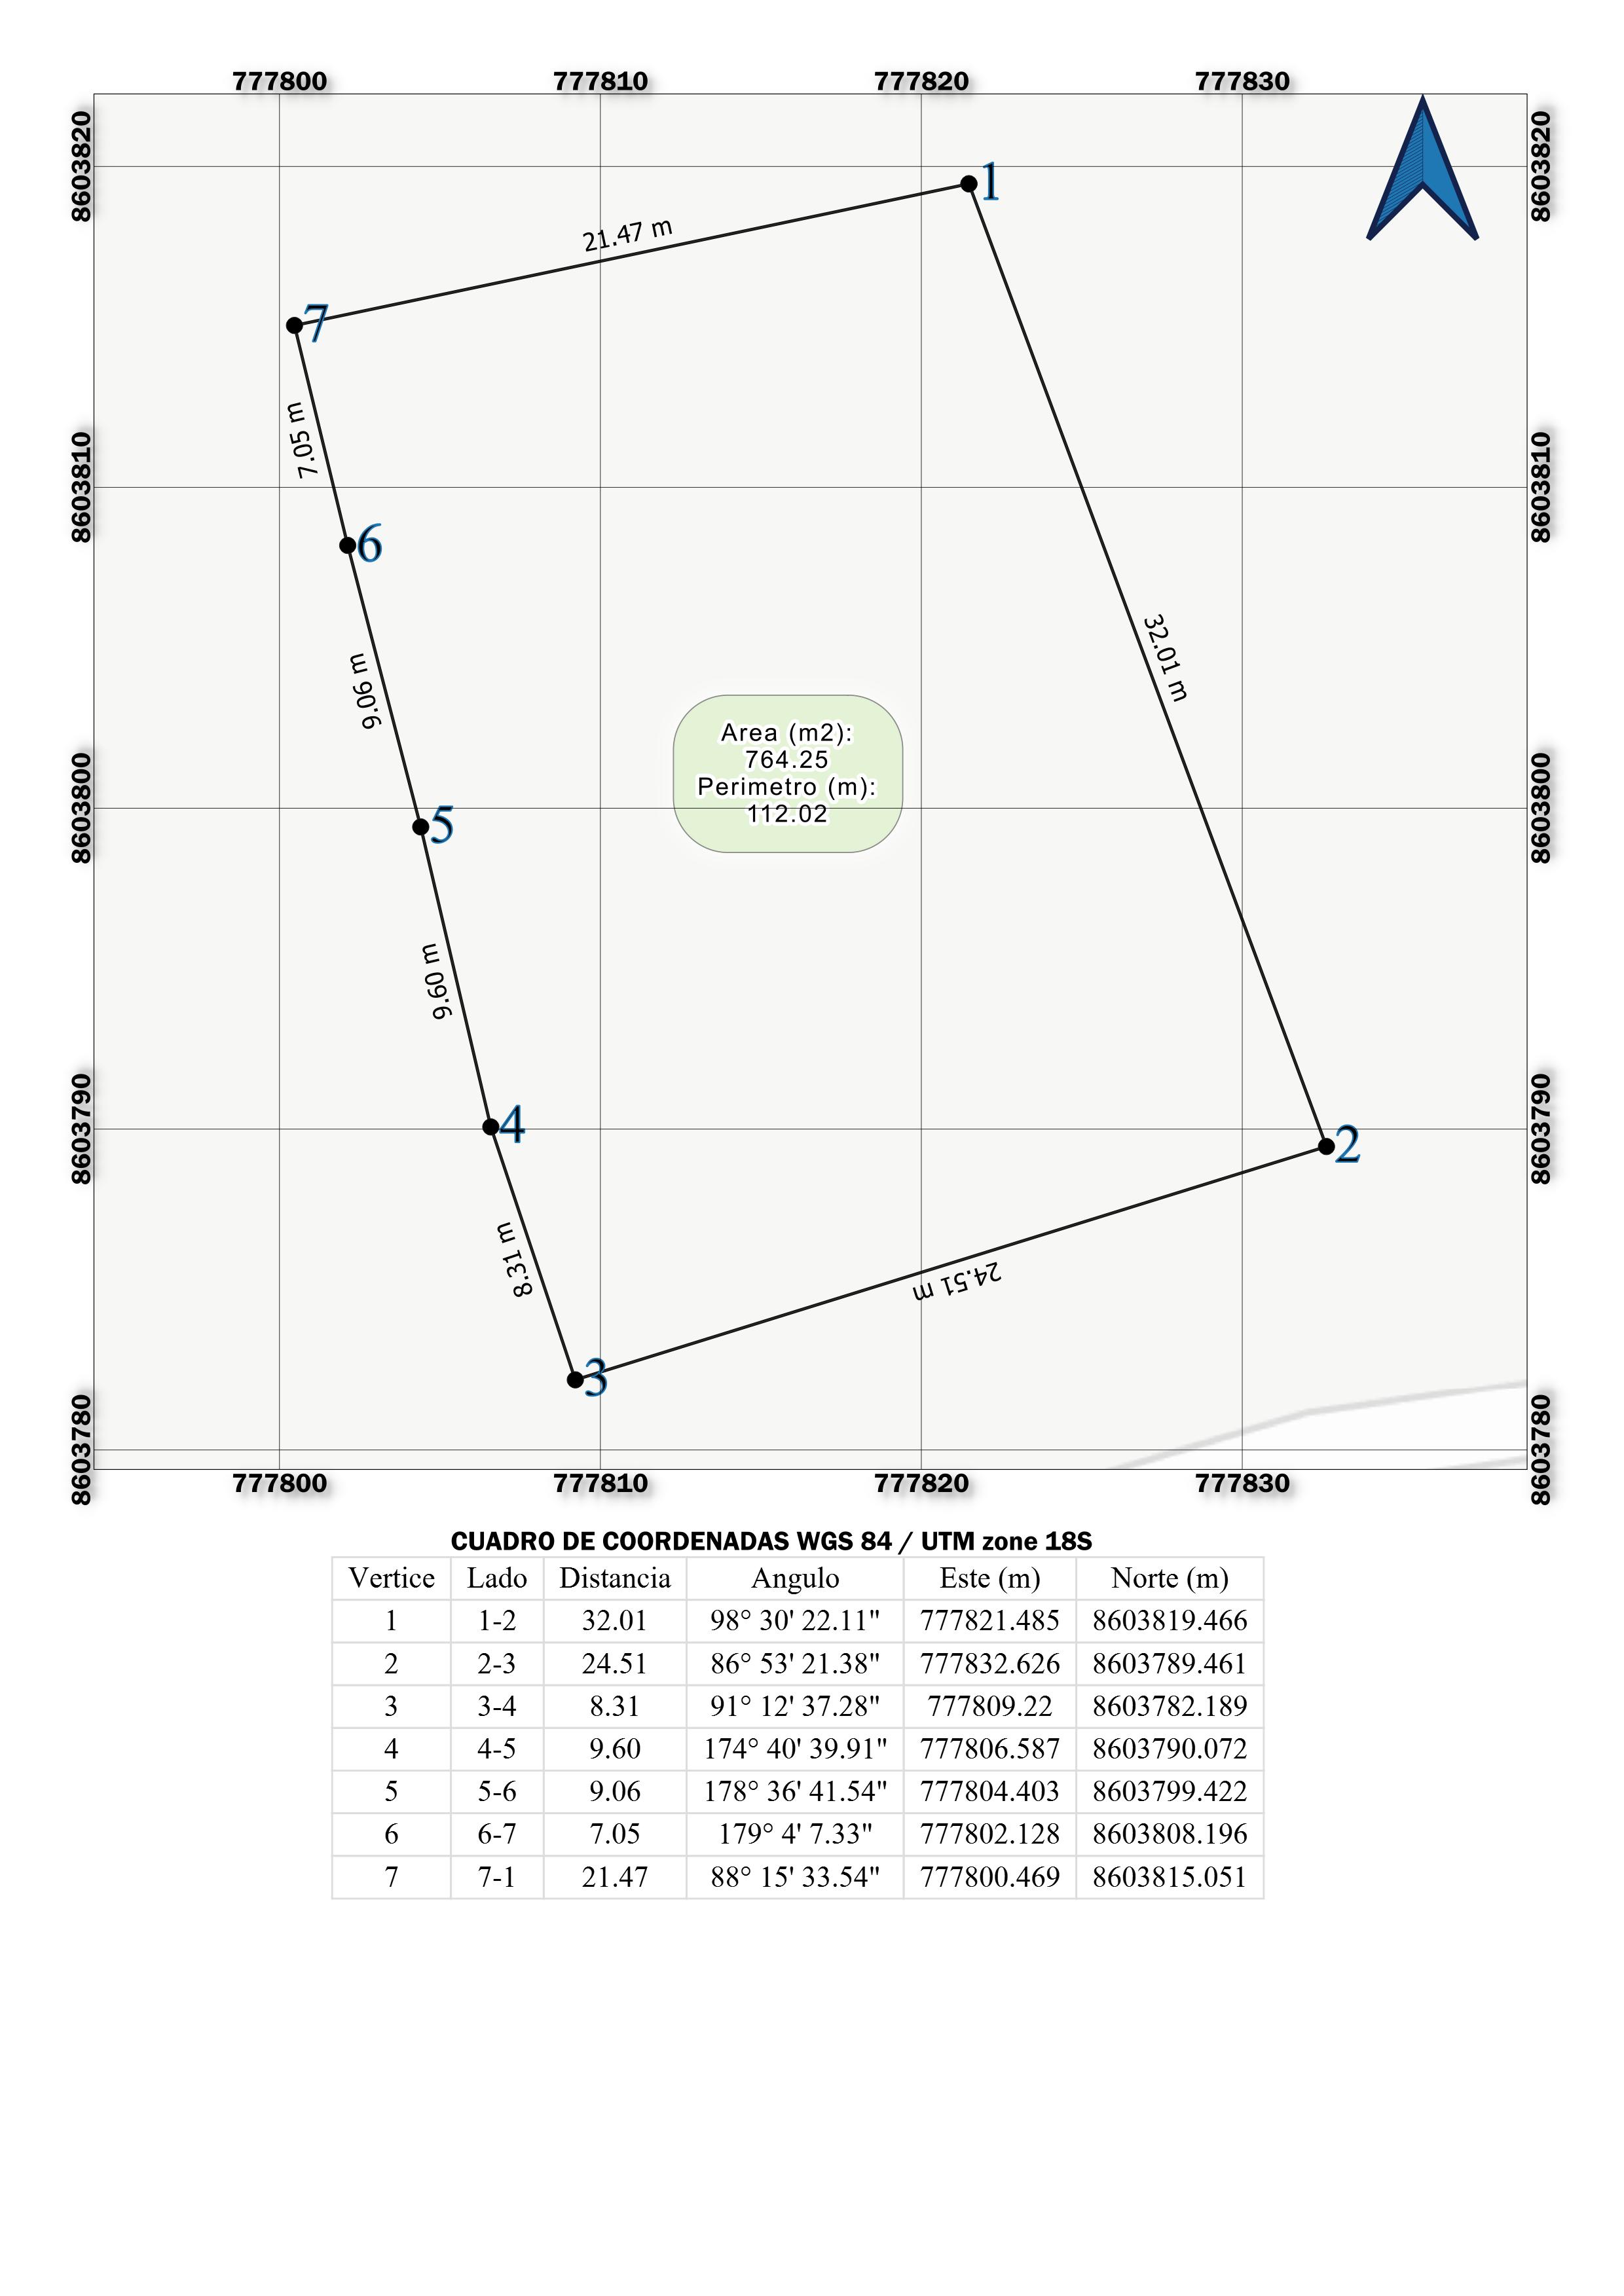 777800 777810 777820 777830
8603820 8603820
1
21.47 m
7
7.05 m
8603810 8603810
6
32.01 m
9.06 m
Area (m2):
764.25
Perimetro (m):
112.02
8603800 8603800
5
9.60 m
4
8603790 8603790
2
8.31 m
24.51 m
3
8603780 8603780
777800 777810 777820 777830
CUADRO DE COORDENADAS WGS 84 / UTM zone 18S
Vertice Lado Distancia Angulo Este (m) Norte (m)
1 1-2 32.01 98° 30' 22.11" 777821.485 8603819.466
2 2-3 24.51 86° 53' 21.38" 777832.626 8603789.461
3 3-4 8.31 91° 12' 37.28" 777809.22 8603782.189
4 4-5 9.60 174° 40' 39.91" 777806.587 8603790.072
5 5-6 9.06 178° 36' 41.54" 777804.403 8603799.422
6 6-7 7.05 179° 4' 7.33" 777802.128 8603808.196
7 7-1 21.47 88° 15' 33.54" 777800.469 8603815.051